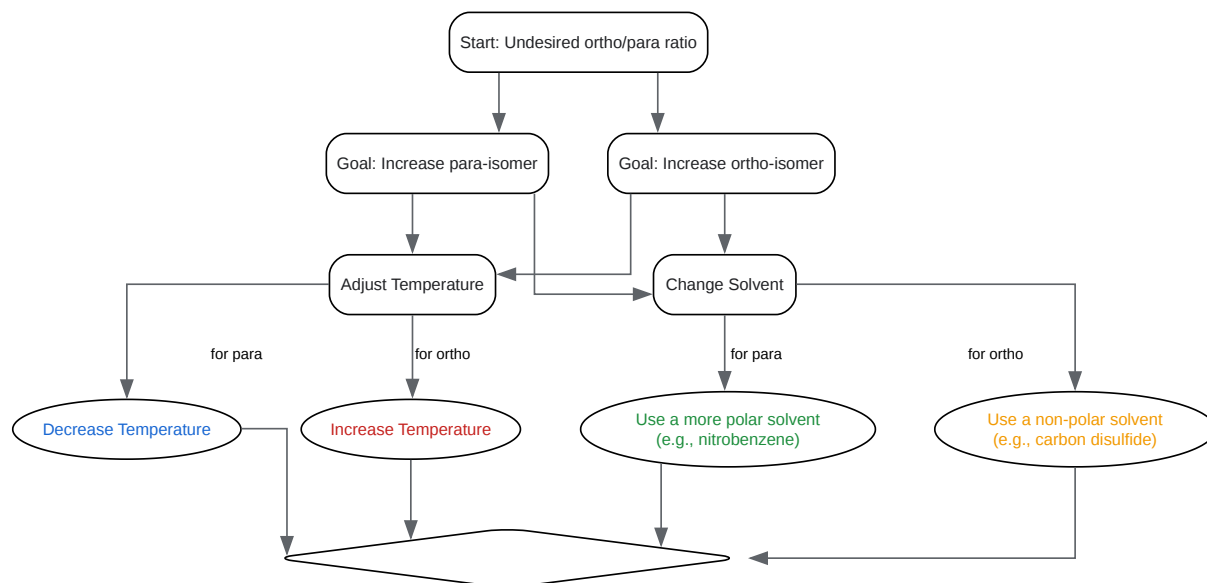 Start: Undesired ortho/para ratio
Goal: Increase para-isomer
Goal: Increase ortho-isomer
Adjust Temperature
Change Solvent
for para
for ortho
for para
for ortho
Decrease Temperature
Increase Temperature
Use a more polar solvent
(e.g., nitrobenzene)
Use a non-polar solvent
(e.g., carbon disulfide)